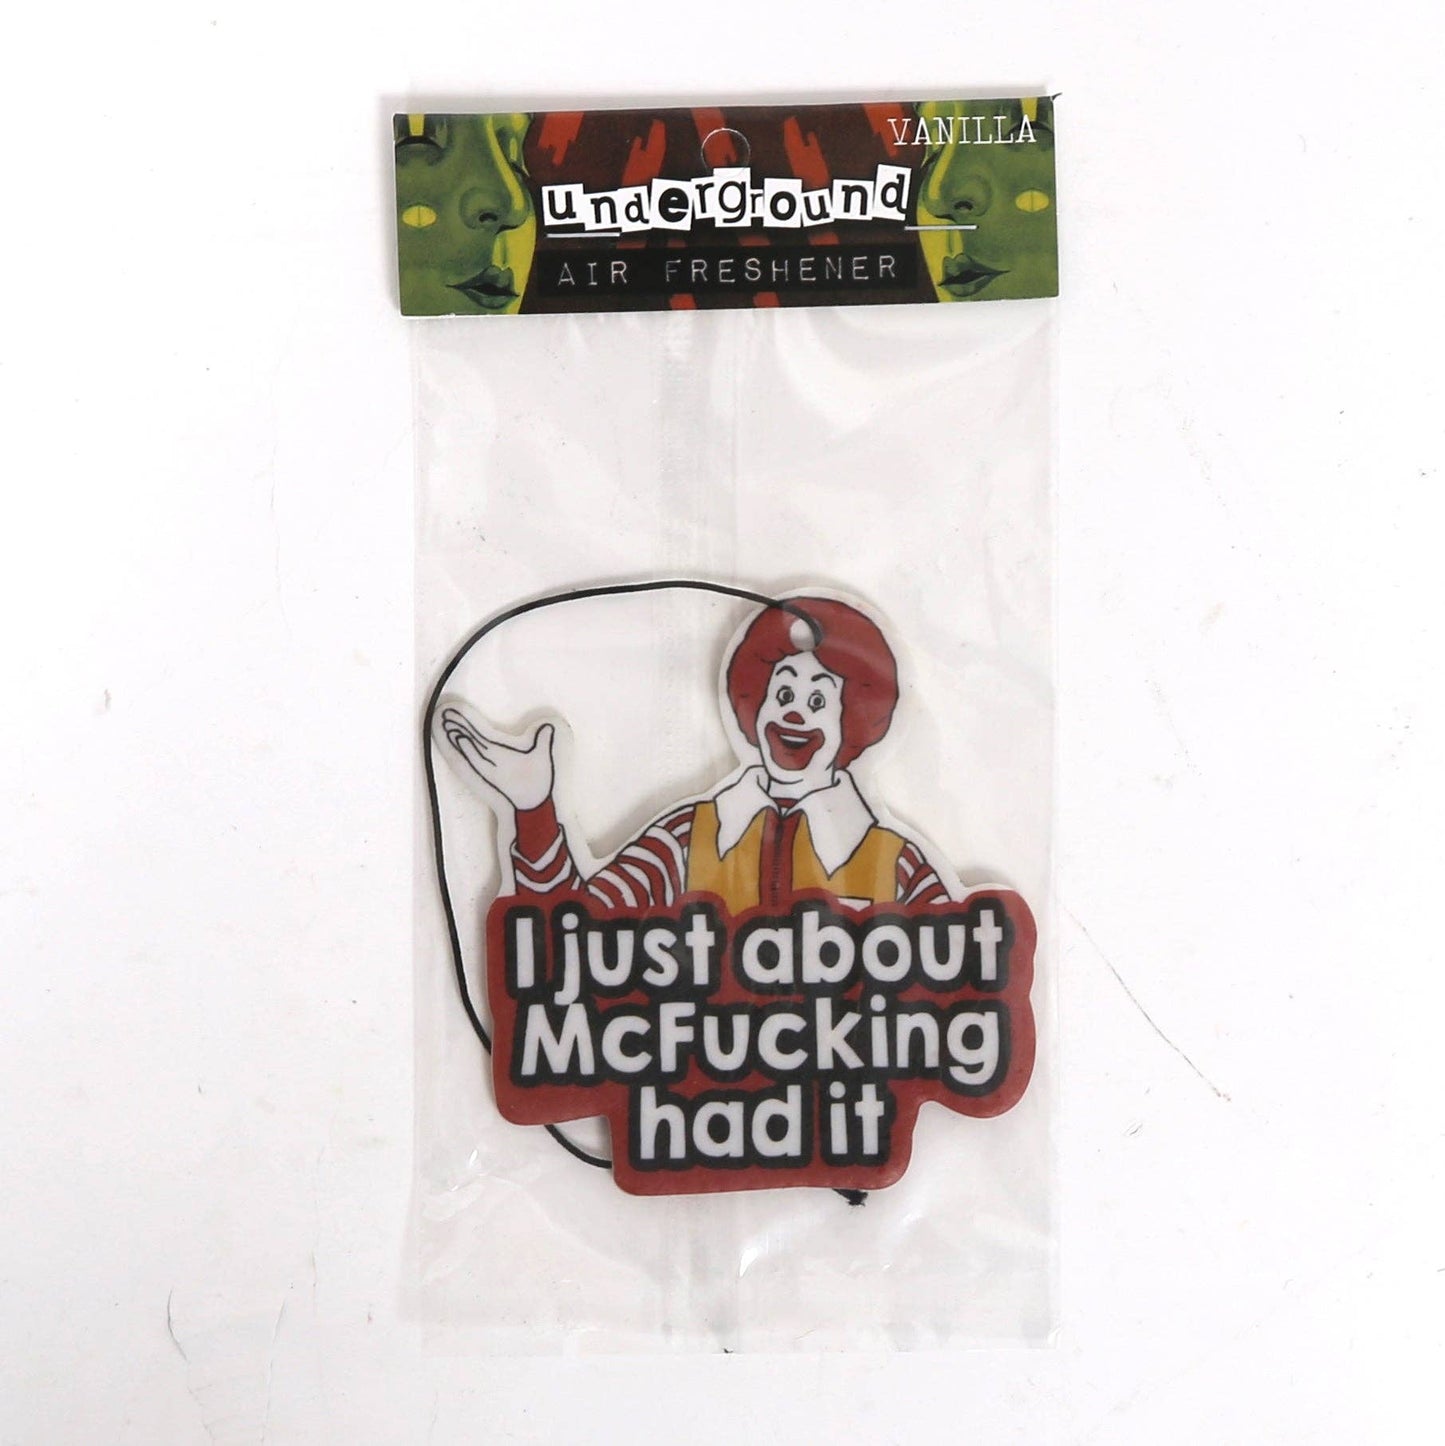 VANILLA
underground
AIR FRESHENER
I just about
McFucking
had it